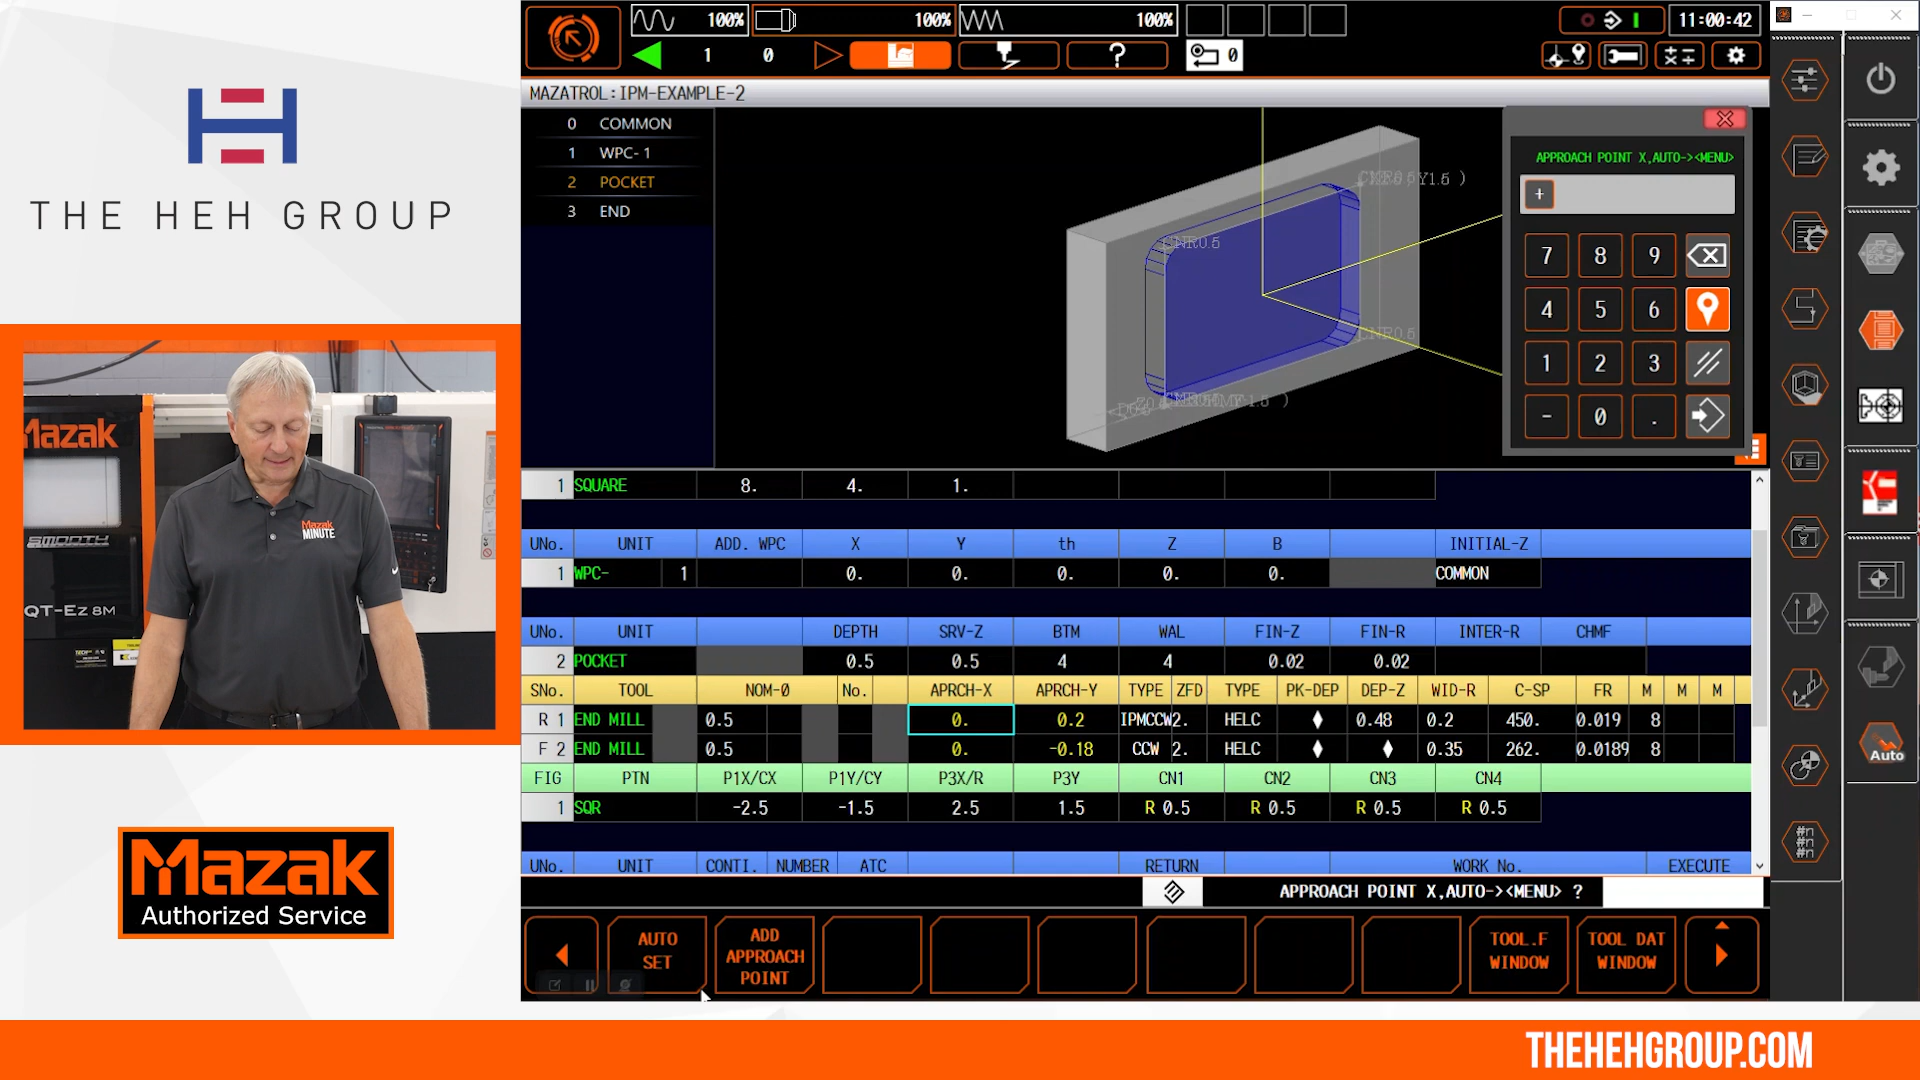 THE HEH GROUP
Mazak
SMOOTH
QT-Ez 8M
Mazak
MINUTE
Mazak
Authorized Service
100% 100% 100% 11:00:42
1 0 ? 0
MAZATROL:IPM-EXAMPLE-2
0 COMMON
1 WPC- 1
2 POCKET
3 END
CNR0.5
CNR0.5
APPROACH POINT X,AUTO-><MENU>
+
7 8 9
4 5 6
1 2 3
- 0 .
1 SQUARE 8. 4. 1.
UNo. UNIT ADD. WPC X Y th Z B INITIAL-Z
1 WPC- 1 0. 0. 0. 0. 0. COMMON
UNo. UNIT DEPTH SRV-Z BTM WAL FIN-Z FIN-R INTER-R CHMF
2 POCKET 0.5 0.5 4 4 0.02 0.02
SNo. TOOL NOM-Ø No. APRCH-X APRCH-Y TYPE ZFD TYPE PK-DEP DEP-Z WID-R C-SP FR M M M
R 1 END MILL 0.5 0. 0.2 IPMCCW2. HELC ♦ 0.48 0.2 450. 0.019 8
F 2 END MILL 0.5 0. -0.18 CCW 2. HELC ♦ ♦ 0.35 262. 0.0189 8
FIG PTN P1X/CX P1Y/CY P3X/R P3Y CN1 CN2 CN3 CN4
1 SQR -2.5 -1.5 2.5 1.5 R 0.5 R 0.5 R 0.5 R 0.5
UNo. UNIT CONTI. NUMBER ATC RETURN WORK No. EXECUTE
APPROACH POINT X,AUTO-><MENU> ?
AUTO SET
ADD APPROACH POINT
TOOL.F WINDOW
TOOL DAT WINDOW
Auto
#n
#n #n
THEHEHGROUP.COM